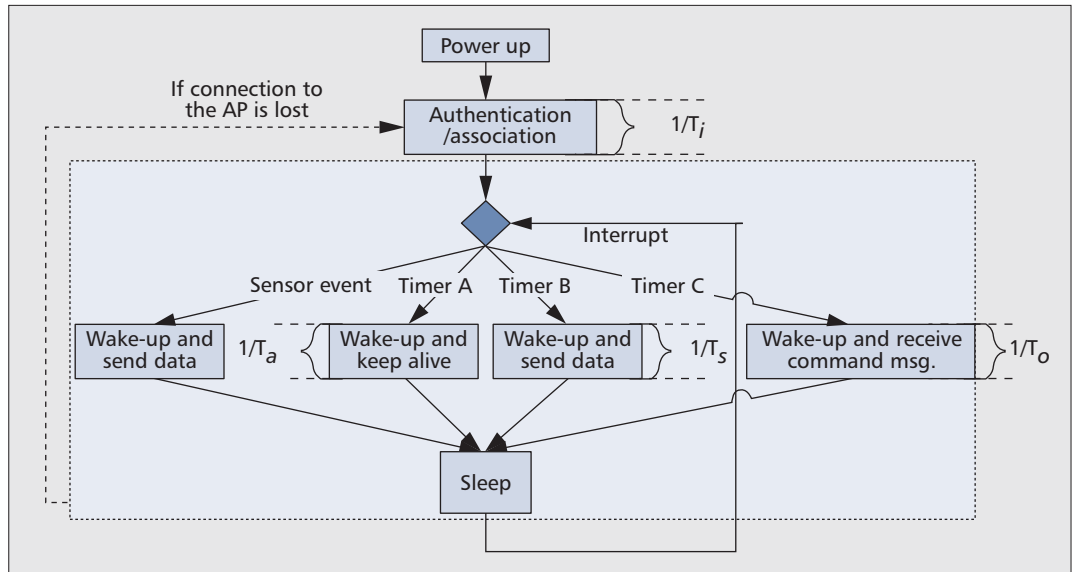 Power up
If connection to
the AP is lost
Authentication
/association
1/Ti
Interrupt
Sensor event
Timer A
Timer B
Timer C
Wake-up and
send data
1/Ta
Wake-up and
keep alive
Wake-up and
send data
1/Ts
Wake-up and receive
command msg.
1/To
Sleep